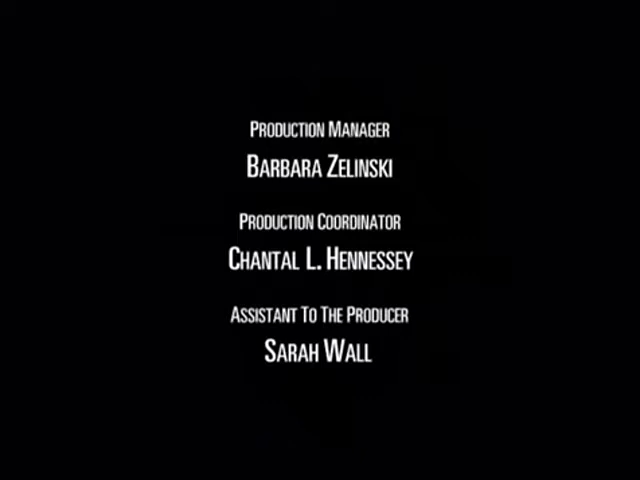 Production Manager
Barbara Zelinski
Production Coordinator
Chantal L. Hennessey
Assistant To The Producer
Sarah Wall